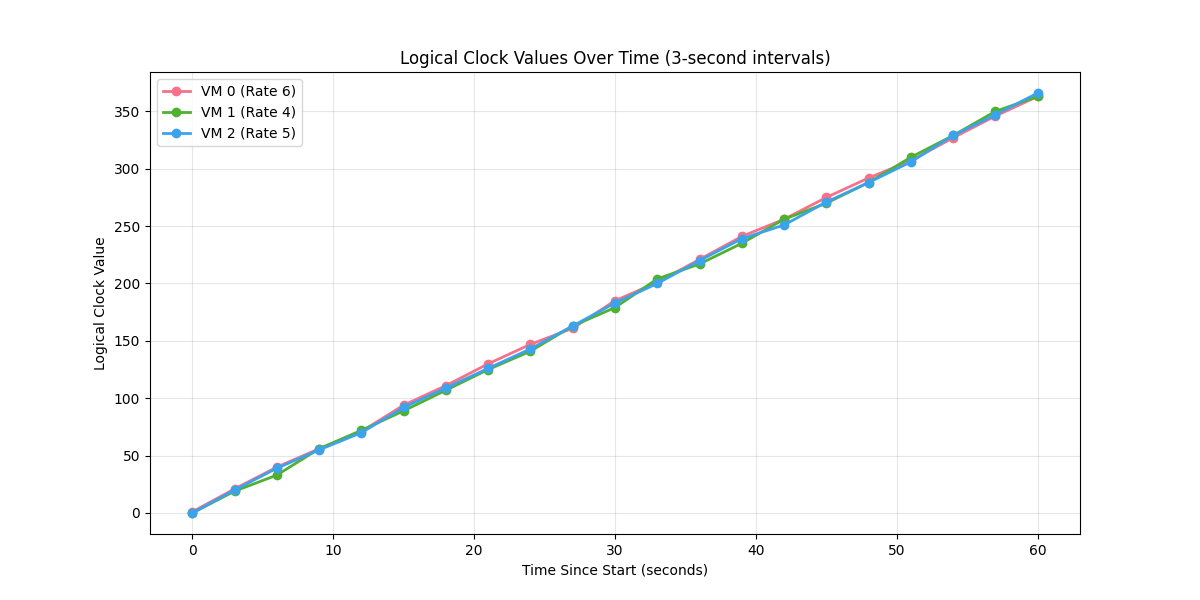 Logical Clock Values Over Time (3-second intervals)
VM 0 (Rate 6)
VM 1 (Rate 4)
VM 2 (Rate 5)
Logical Clock Value
350
300
250
200
150
100
50
0
0 10 20 30 40 50 60
Time Since Start (seconds)